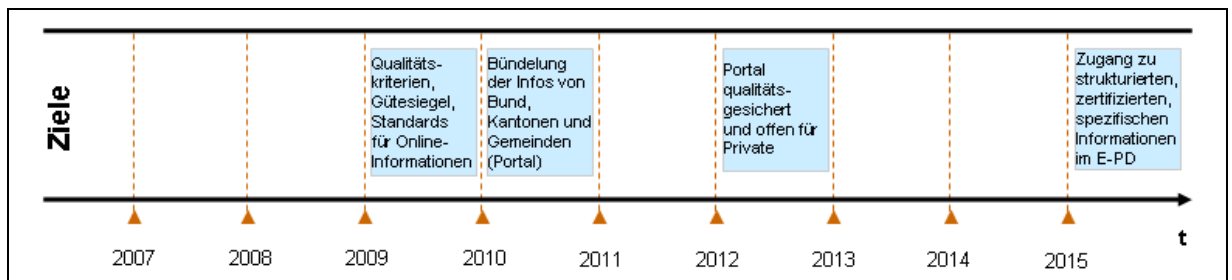 Ziele
Qualitäts-
kriterien,
Gütesiegel,
Standards
für Online-
Informationen
Bündelung
der Infos von
Bund,
Kantonen und
Gemeinden
(Portal)
Portal
qualitäts-
gesichert
und offen für
Private
Zugang zu
strukturierten,
zertifizierten,
spezifischen
Informationen
im E-PD
t
2007 2008 2009 2010 2011 2012 2013 2014 2015